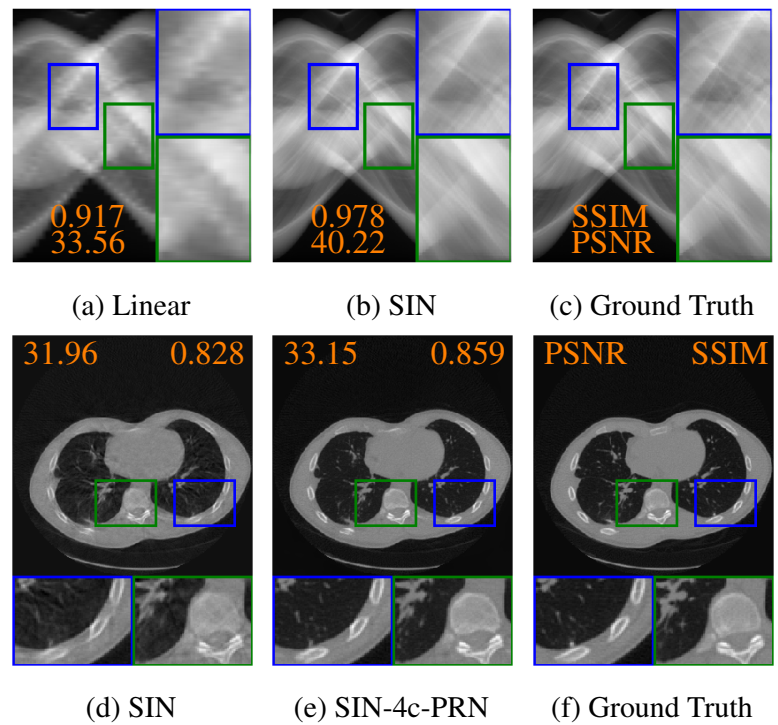 0.917
33.56
0.978
40.22
SSIM
PSNR
(a) Linear
(b) SIN
(c) Ground Truth
31.96 0.828
33.15 0.859
PSNR SSIM
(d) SIN
(e) SIN-4c-PRN
(f) Ground Truth